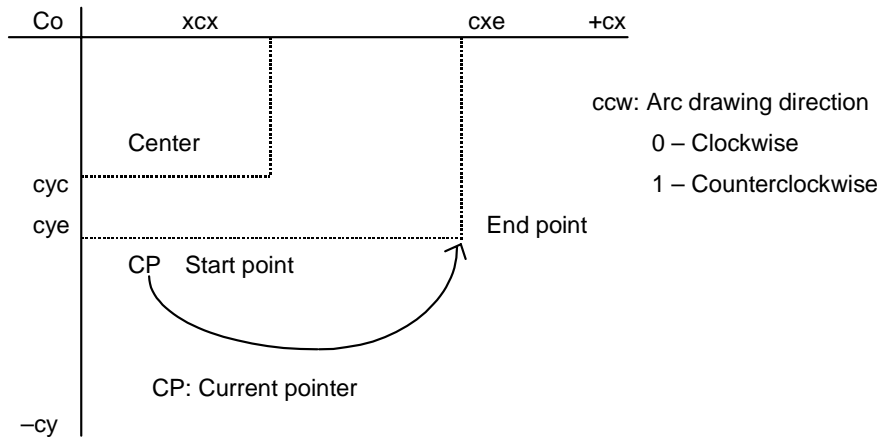 Co xcx cxe +cx
ccw: Arc drawing direction
Center 0 – Clockwise
cyc 1 – Counterclockwise
cye End point
CP Start point
CP: Current pointer
–cy